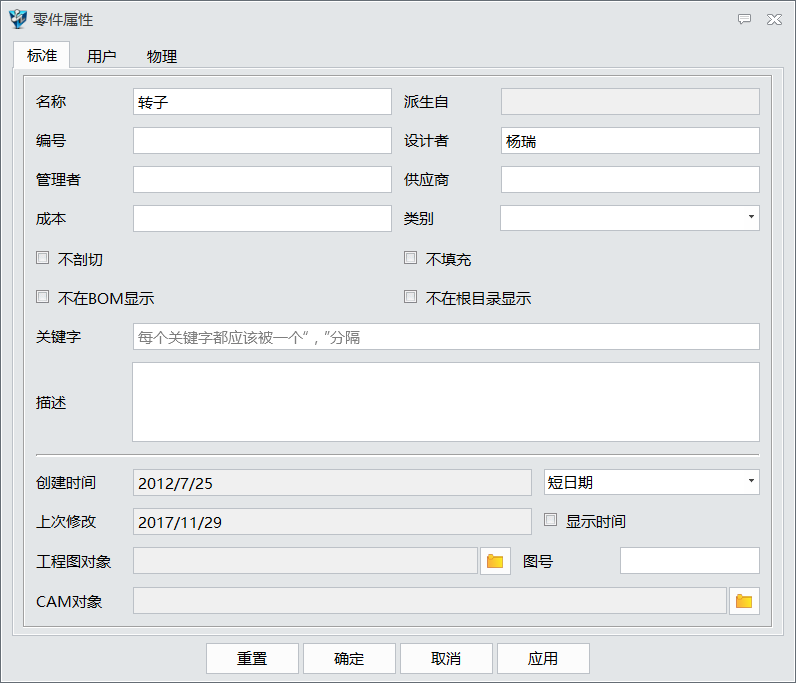 零件属性
标准 用户 物理
名称 转子 派生自
编号 设计者 杨瑞
管理者 供应商
成本 类别
不剖切 不填充
不在BOM显示 不在根目录显示
关键字 每个关键字都应该被一个“，”分隔
描述
创建时间 2012/7/25 短日期
上次修改 2017/11/29 显示时间
工程图对象 图号
CAM对象
重置 确定 取消 应用